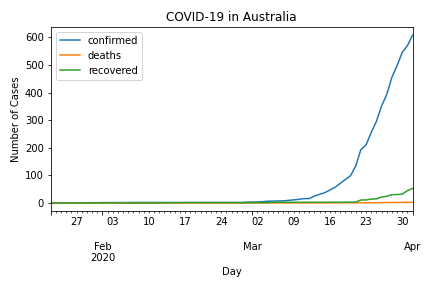 COVID-19 in Australia
confirmed
deaths
recovered
Number of Cases
600
500
400
300
200
100
0
27 03 10 17 24 02 09 16 23 30
Feb Mar Apr
2020
Day